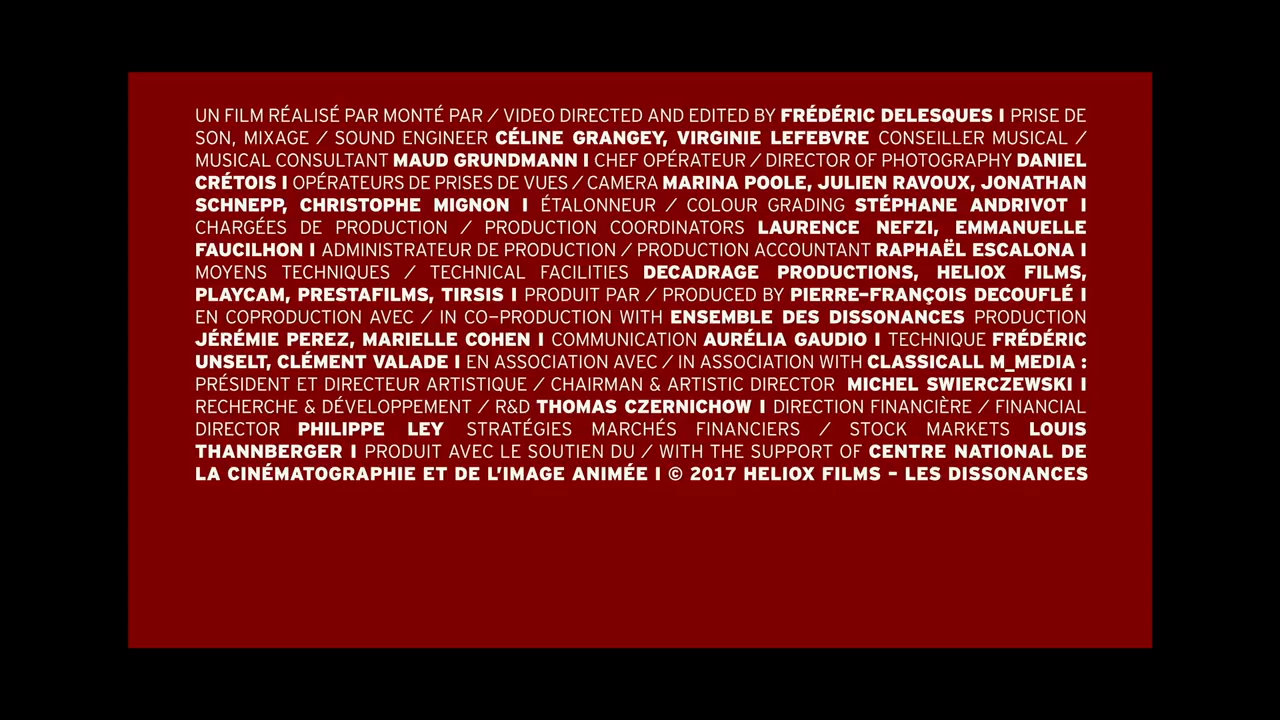 UN FILM RÉALISÉ PAR MONTÉ PAR / VIDEO DIRECTED AND EDITED BY FRÉDÉRIC DELESQUES I PRISE DE
SON, MIXAGE / SOUND ENGINEER CÉLINE GRANGEY, VIRGINIE LEFEBVRE CONSEILLER MUSICAL /
MUSICAL CONSULTANT MAUD GRUNDMANN I CHEF OPÉRATEUR / DIRECTOR OF PHOTOGRAPHY DANIEL
CRÉTOIS I OPÉRATEURS DE PRISES DE VUES / CAMERA MARINA POOLE, JULIEN RAVOUX, JONATHAN
SCHNEPP, CHRISTOPHE MIGNON I ÉTALONNEUR / COLOUR GRADING STÉPHANE ANDRIVOT I
CHARGÉES DE PRODUCTION / PRODUCTION COORDINATORS LAURENCE NEFZI, EMMANUELLE
FAUCILHON I ADMINISTRATEUR DE PRODUCTION / PRODUCTION ACCOUNTANT RAPHAËL ESCALONA I
MOYENS TECHNIQUES / TECHNICAL FACILITIES DECADRAGE PRODUCTIONS, HELIOX FILMS,
PLAYCAM, PRESTAFILMS, TIRSIS I PRODUIT PAR / PRODUCED BY PIERRE–FRANÇOIS DECOUFLÉ I
EN COPRODUCTION AVEC / IN CO–PRODUCTION WITH ENSEMBLE DES DISSONANCES PRODUCTION
JÉRÉMIE PEREZ, MARIELLE COHEN I COMMUNICATION AURÉLIA GAUDIO I TECHNIQUE FRÉDÉRIC
UNSELT, CLÉMENT VALADE I EN ASSOCIATION AVEC / IN ASSOCIATION WITH CLASSICALL M_MEDIA :
PRÉSIDENT ET DIRECTEUR ARTISTIQUE / CHAIRMAN & ARTISTIC DIRECTOR MICHEL SWIERCZEWSKI I
RECHERCHE & DÉVELOPPEMENT / R&D THOMAS CZERNICHOW I DIRECTION FINANCIÈRE / FINANCIAL
DIRECTOR PHILIPPE LEY STRATÉGIES MARCHÉS FINANCIERS / STOCK MARKETS LOUIS
THANNBERGER I PRODUIT AVEC LE SOUTIEN DU / WITH THE SUPPORT OF CENTRE NATIONAL DE
LA CINÉMATOGRAPHIE ET DE L'IMAGE ANIMÉE I © 2017 HELIOX FILMS – LES DISSONANCES